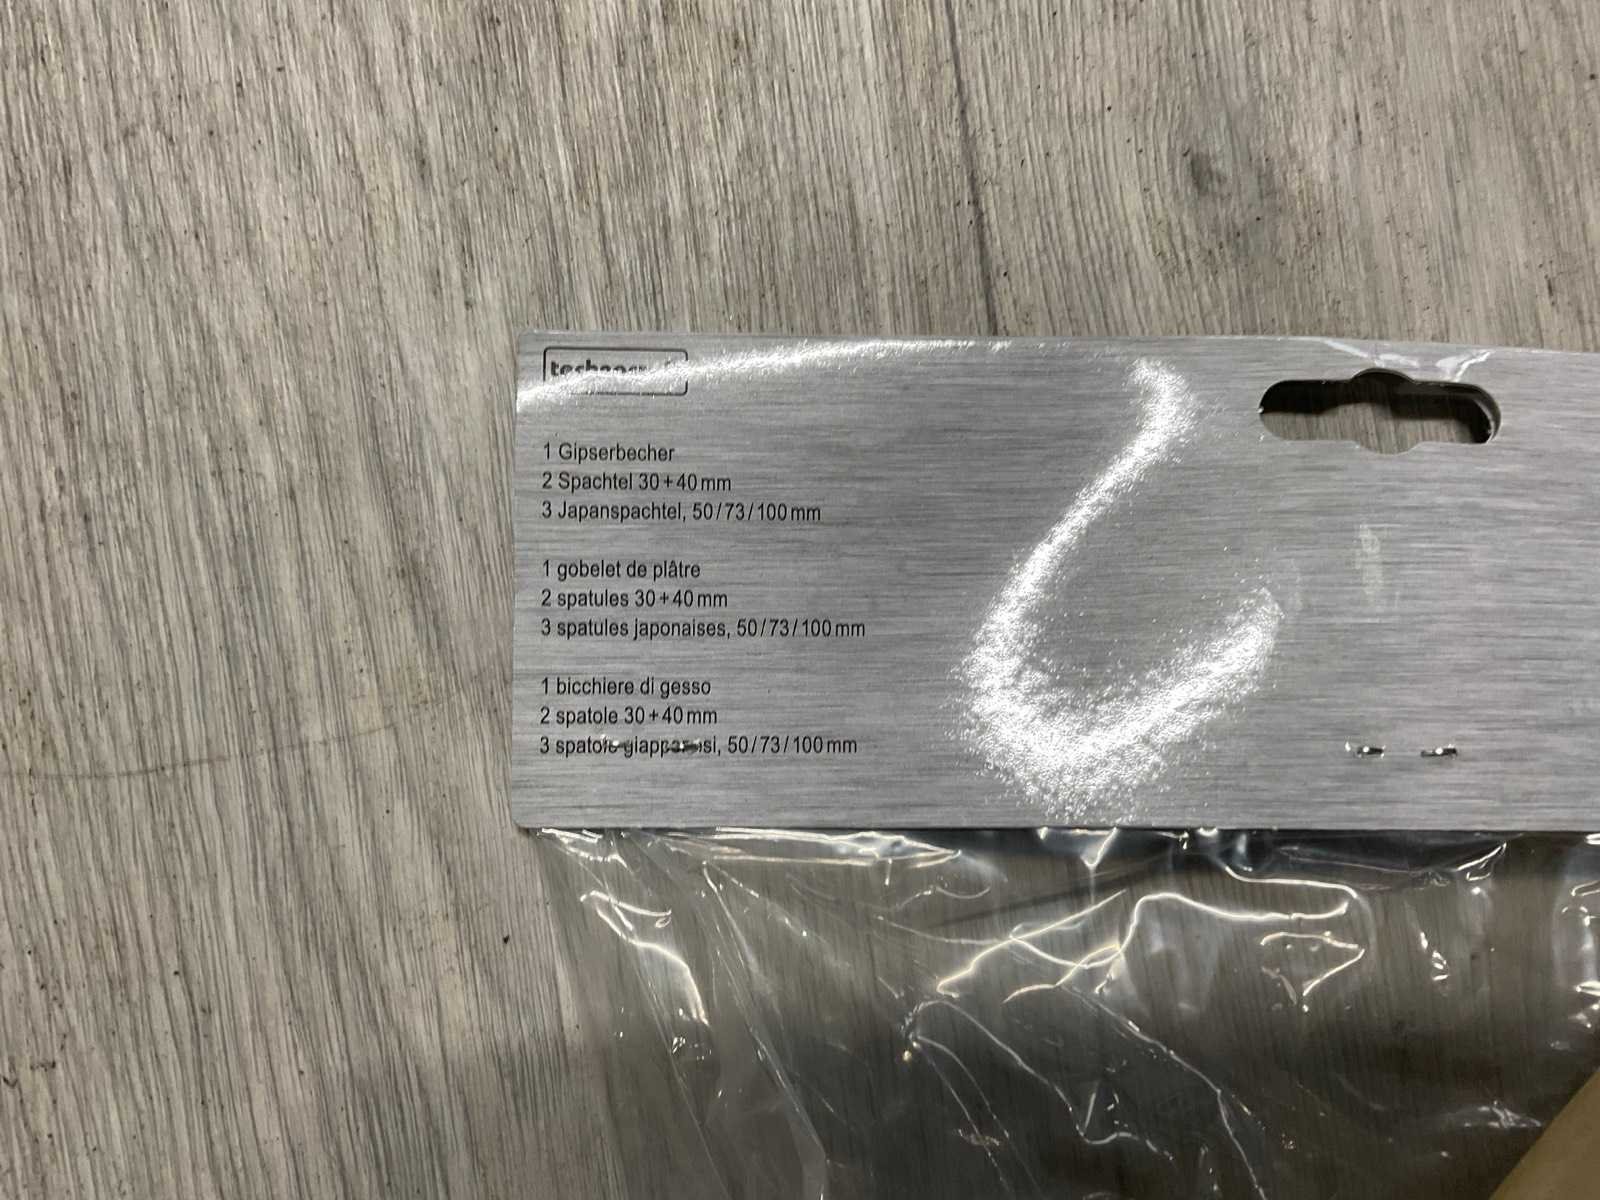 1 Gipserbecher
2 Spachtel 30+40 mm
3 Japanspachtel, 50/73/100 mm
1 gobelet de plâtre
2 spatules 30+40 mm
3 spatules japonaises, 50/73/100 mm
1 bicchiere di gesso
2 spatole 30+40 mm
3 spatole giapponesi, 50/73/100 mm